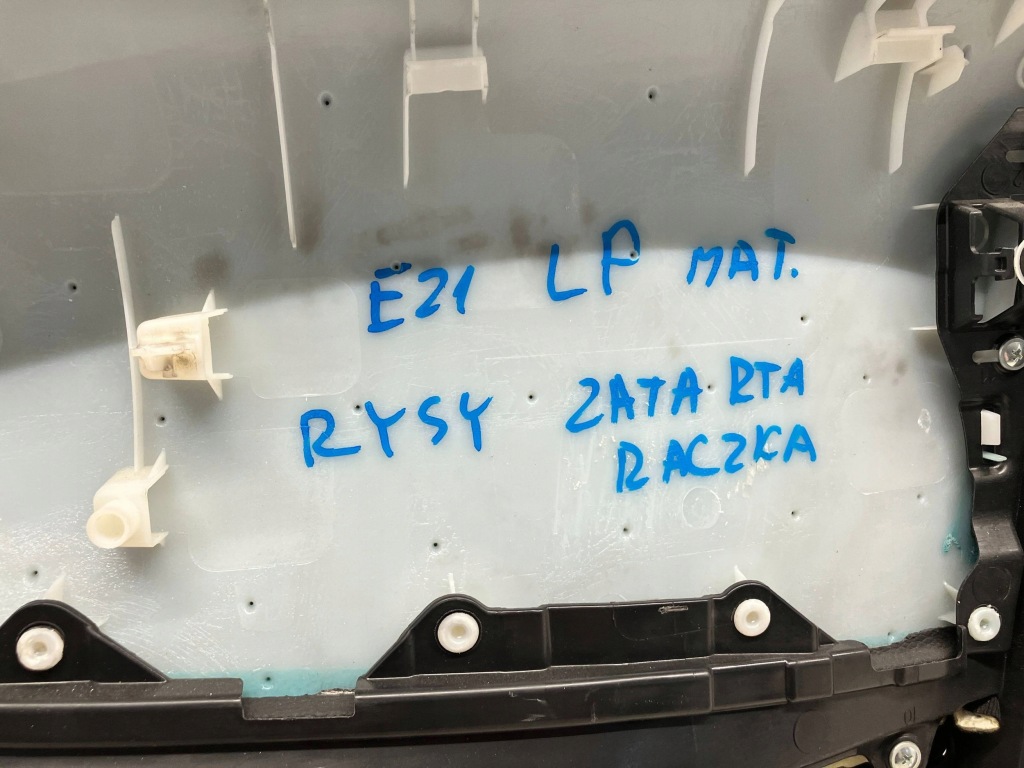 E21 LP MAT.
RYSY ZATARTA
RACZKA